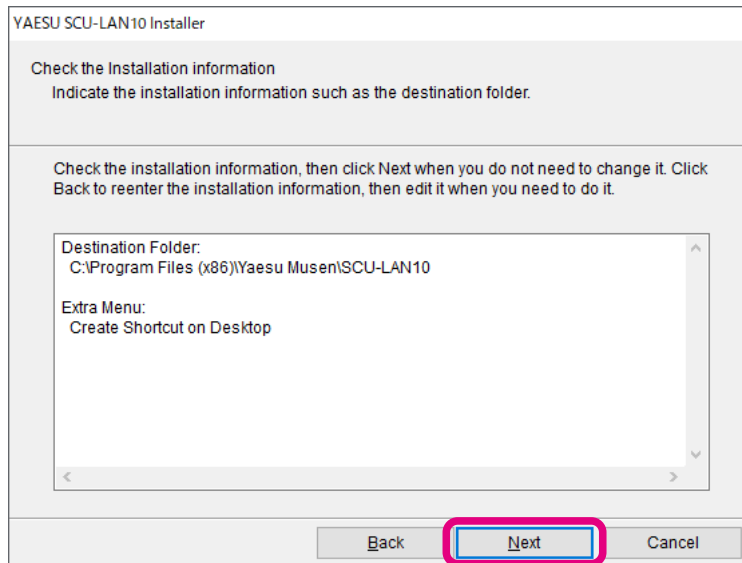 YAESU SCU-LAN10 Installer
Check the Installation information
Indicate the installation information such as the destination folder.
Check the installation information, then click Next when you do not need to change it. Click
Back to reenter the installation information, then edit it when you need to do it.
Destination Folder:
C:\Program Files (x86)\Yaesu Musen\SCU-LAN10
Extra Menu:
Create Shortcut on Desktop
Back
Next
Cancel